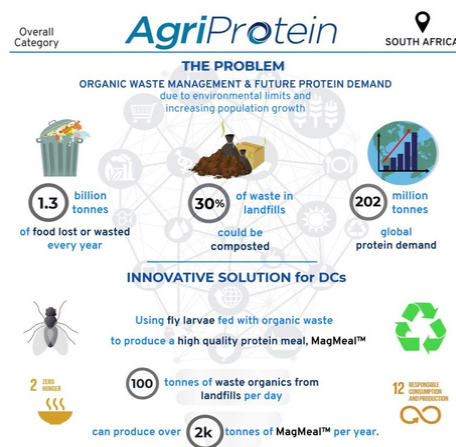 Overall
Category
AgriProtein
SOUTH AFRICA
THE PROBLEM
ORGANIC WASTE MANAGEMENT & FUTURE PROTEIN DEMAND
due to environmental limits and
increasing population growth
1.3 billion
tonnes
of food lost or wasted
every year
30% of waste in
landfills
could be
composted
202 million
tonnes
global
protein demand
INNOVATIVE SOLUTION for DCs
Using fly larvae fed with organic waste
to produce a high quality protein meal, MagMeal™
2 ZERO
HUNGER
100 tonnes of waste organics from
landfills per day
12 RESPONSIBLE
CONSUMPTION
AND PRODUCTION
can produce over 2k tonnes of MagMeal™ per year.